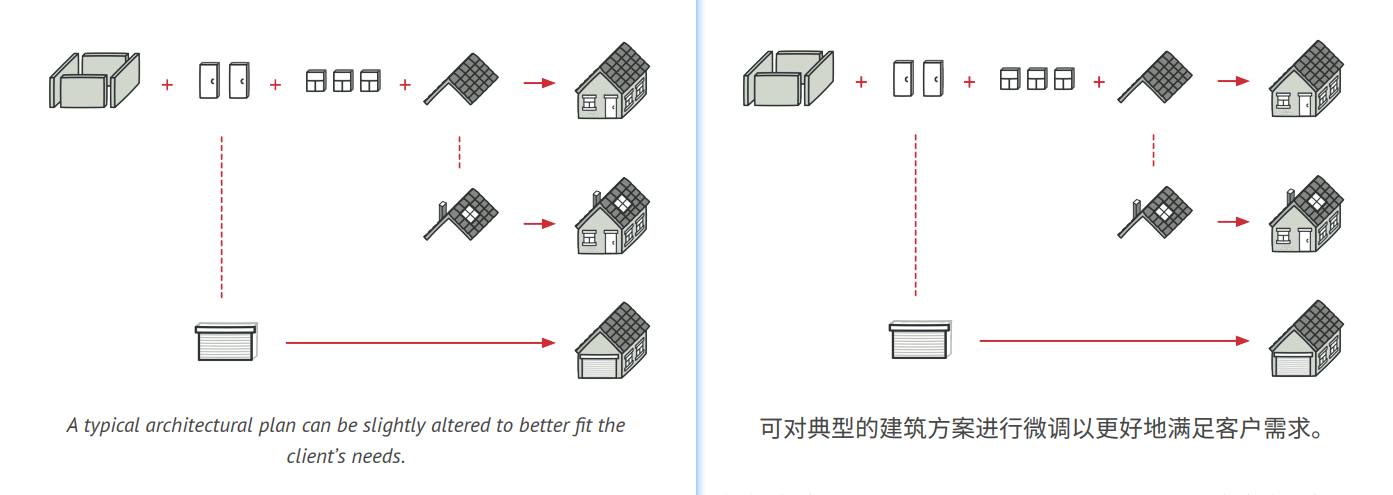 A typical architectural plan can be slightly altered to better fit the
client's needs.
可对典型的建筑方案进行微调以更好地满足客户需求。